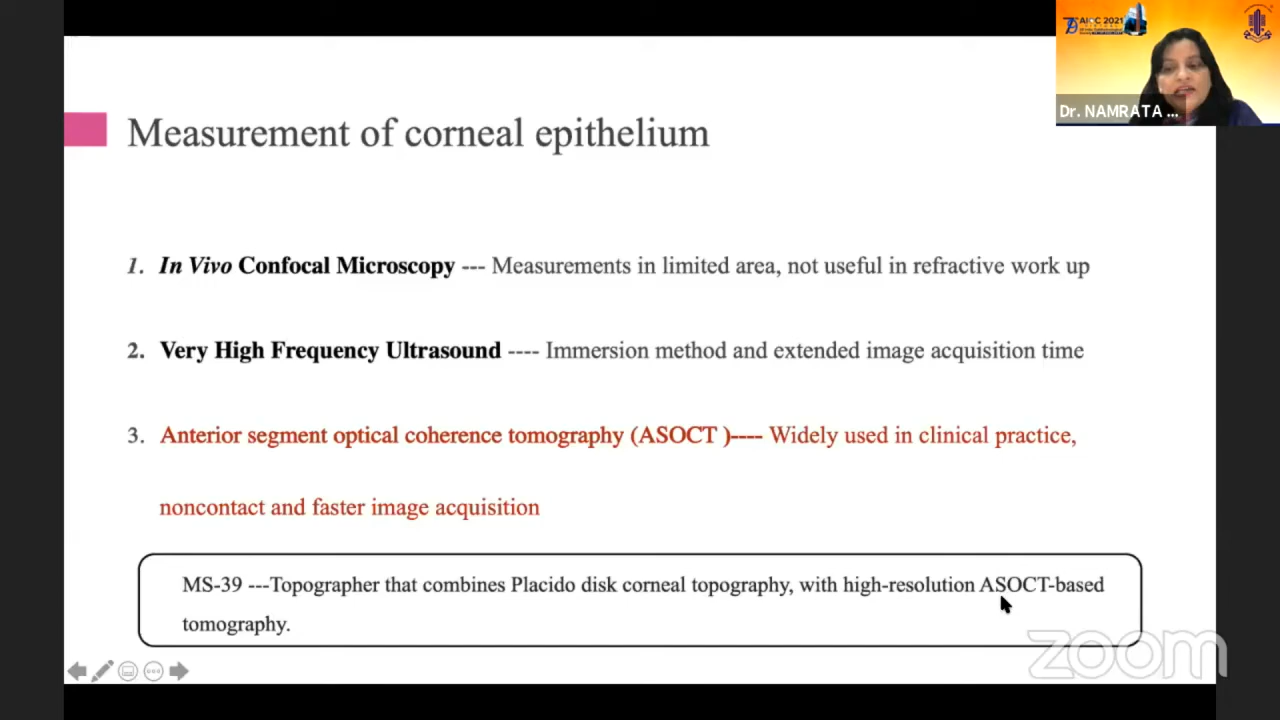 AIOC 2021
Dr. NAMRATA ...
Measurement of corneal epithelium
1. In Vivo Confocal Microscopy --- Measurements in limited area, not useful in refractive work up
2. Very High Frequency Ultrasound ---- Immersion method and extended image acquisition time
3. Anterior segment optical coherence tomography (ASOCT )---- Widely used in clinical practice,
noncontact and faster image acquisition
MS-39 ---Topographer that combines Placido disk corneal topography, with high-resolution ASOCT-based
tomography.
zoom